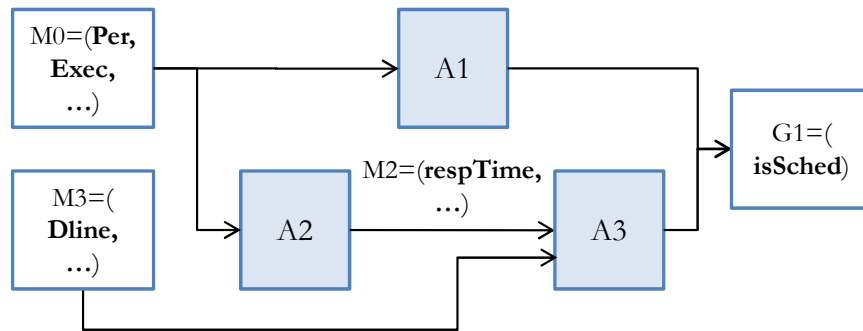 M0=(Per,
Exec,
...)
A1
G1=(
isSched)
M3=(
Dline,
...)
A2
M2=(respTime,
...)
A3